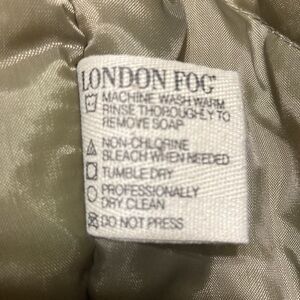 LONDON FOG®
MACHINE WASH WARM
RINSE THOROUGHLY TO
REMOVE SOAP
NON-CHLORINE
BLEACH WHEN NEEDED
TUMBLE DRY
PROFESSIONALLY
DRY CLEAN
DO NOT PRESS